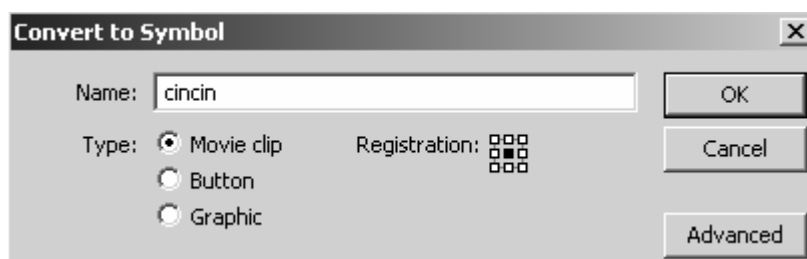 Convert to Symbol
Name: cincin
OK
Type: Movie clip
Registration:
Cancel
Button
Graphic
Advanced